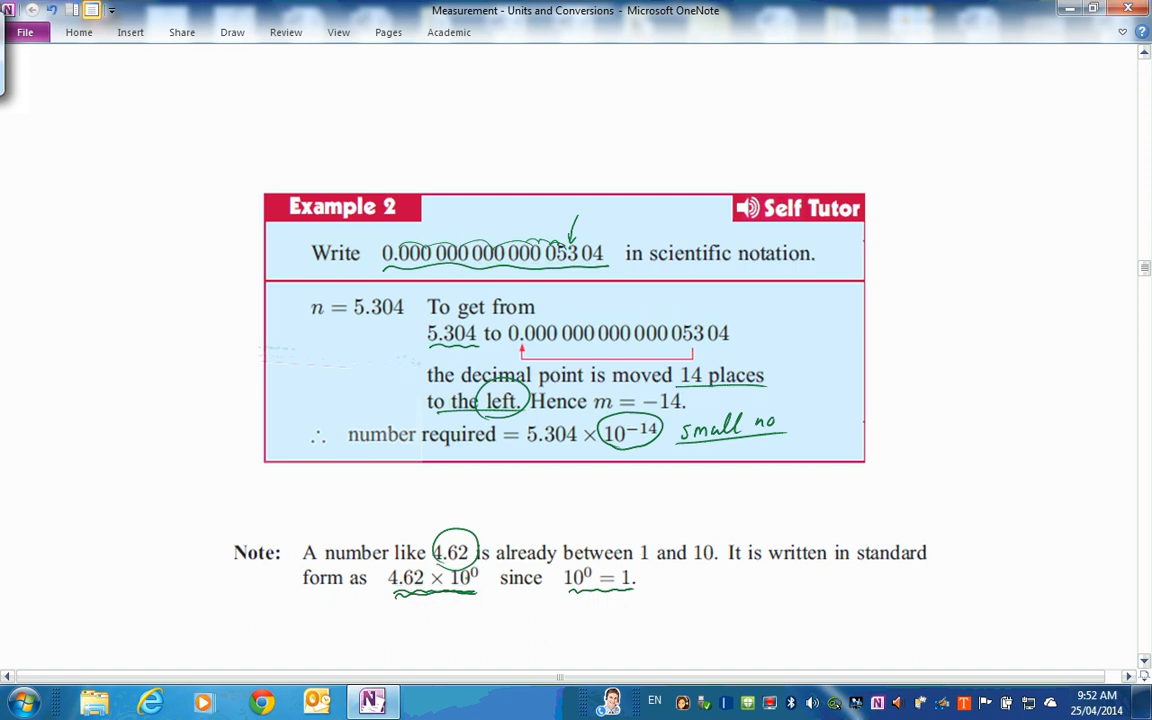 Measurement - Units and Conversions - Microsoft OneNote
File Home Insert Share Draw Review View Pages Academic
Example 2 Self Tutor
Write 0.000 000 000 000 053 04 in scientific notation.
n = 5.304 To get from
5.304 to 0.000 000 000 000 053 04
the decimal point is moved 14 places
to the left. Hence m = −14.
∴ number required = 5.304 × 10⁻¹⁴ small no
Note: A number like 4.62 is already between 1 and 10. It is written in standard
form as 4.62 × 10⁰ since 10⁰ = 1.
EN
9:52 AM
25/04/2014